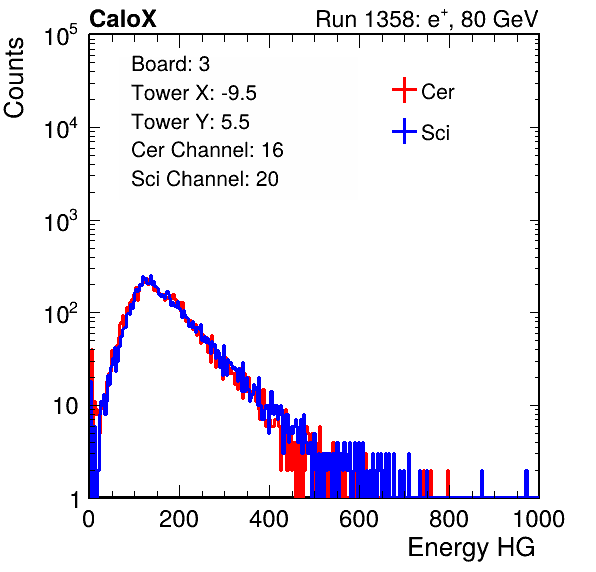 CaloX Run 1358: e⁺, 80 GeV
Board: 3
Tower X: -9.5
Tower Y: 5.5
Cer Channel: 16
Sci Channel: 20
Cer
Sci
Counts
10⁵
10⁴
10³
10²
10
1
0 200 400 600 800 1000
Energy HG